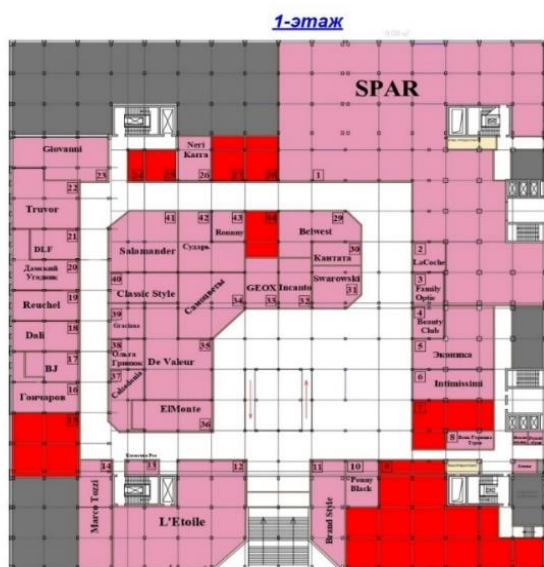 1-этаж
SPAR
Giovanni
23
24
25
Neri
Karra
26
27
28
1
22
Truvor
21
DLF
Дамский
Угодник
20
Reuchel
19
Dali
18
BJ
17
Гончаров
16
15
41
Salamander
42
Сударь
43
Romany
44
29
Belwest
30
Кантата
Swarovski
31
40
Classic Style
Самоцветы
34
GEOX
33
Incanto
32
39
Graciana
38
Ольга
Гринюк
37
Calzedonia
35
De Valeur
ElMonte
36
2
LaCoche
3
Family
Optic
4
Beauty
Club
5
Эконика
6
Intimissimi
7
8
14
Marco Tozzi
13
12
L'Etoile
11
Brand Style
10
Penny
Black
9